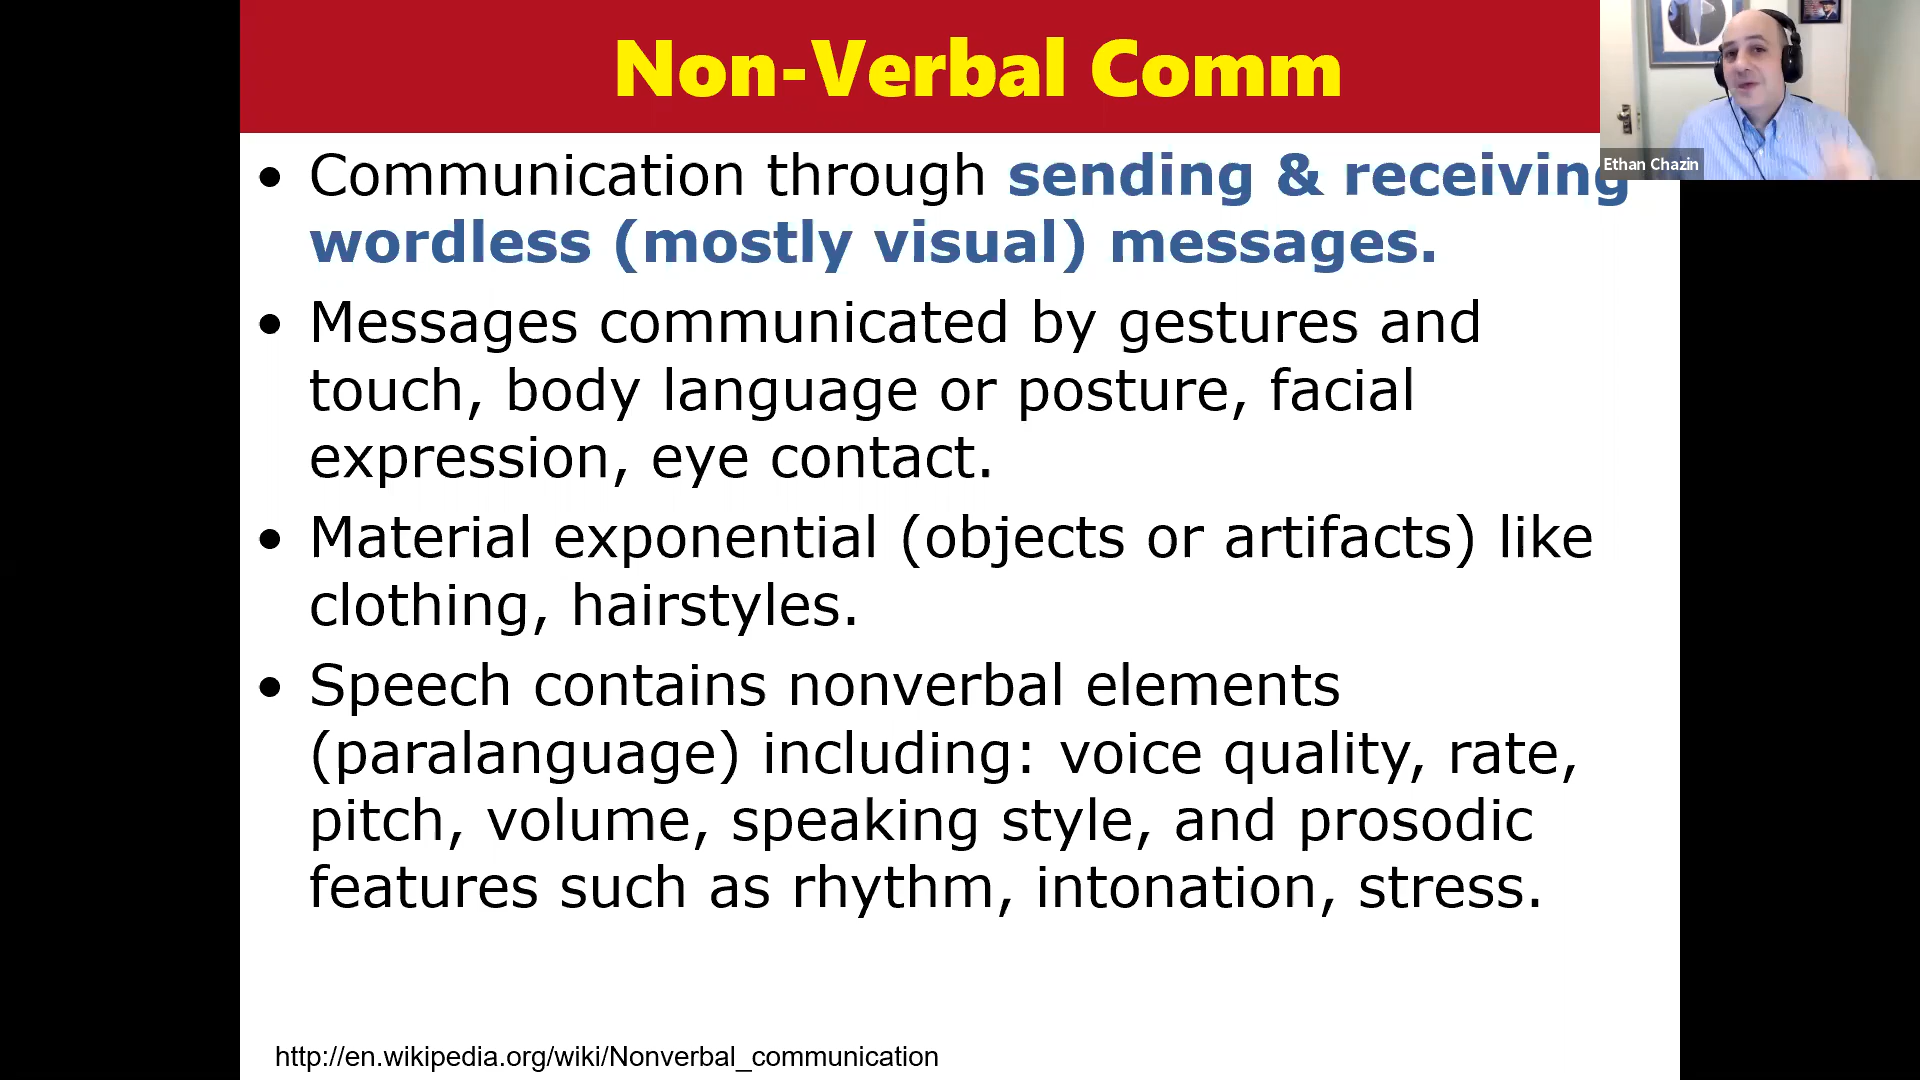 Non-Verbal Comm
Ethan Chazin
• Communication through sending & receiving
wordless (mostly visual) messages.
• Messages communicated by gestures and
touch, body language or posture, facial
expression, eye contact.
• Material exponential (objects or artifacts) like
clothing, hairstyles.
• Speech contains nonverbal elements
(paralanguage) including: voice quality, rate,
pitch, volume, speaking style, and prosodic
features such as rhythm, intonation, stress.
http://en.wikipedia.org/wiki/Nonverbal_communication